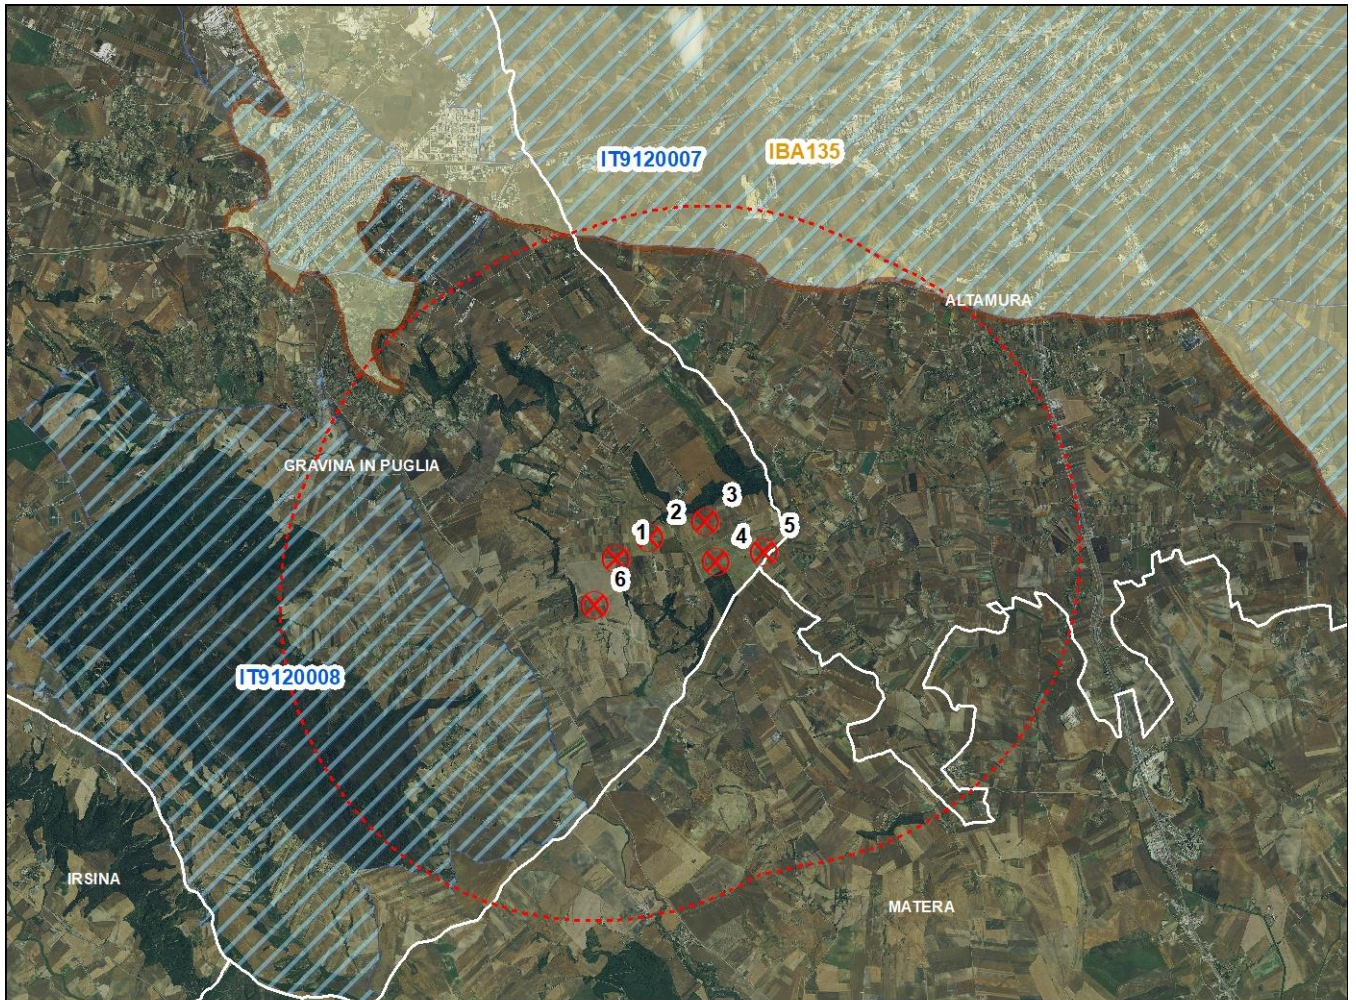 IT9120007
IBA135
ALTAMURA
GRAVINA IN PUGLIA
3
2
5
1
4
6
IT9120008
IRSINA
MATERA